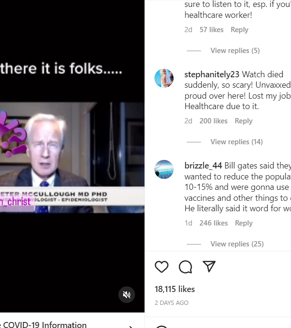 there it is folks.....
ETER MCCULLOUGH MD PHD
OLOGIST - EPIDEMIOLOGIST
n_christ
COVID-19 Information
sure to listen to it, esp. if you'
healthcare worker!
2d 57 likes Reply
View replies (5)
stephanitely23 Watch died
suddenly, so scary! Unvaxxed
proud over here! Lost my job
Healthcare due to it.
2d 200 likes Reply
View replies (14)
brizzle_44 Bill gates said they
wanted to reduce the popula
10-15% and were gonna use
vaccines and other things to
He literally said it word for w
1d 246 likes Reply
View replies (25)
18,115 likes
2 DAYS AGO